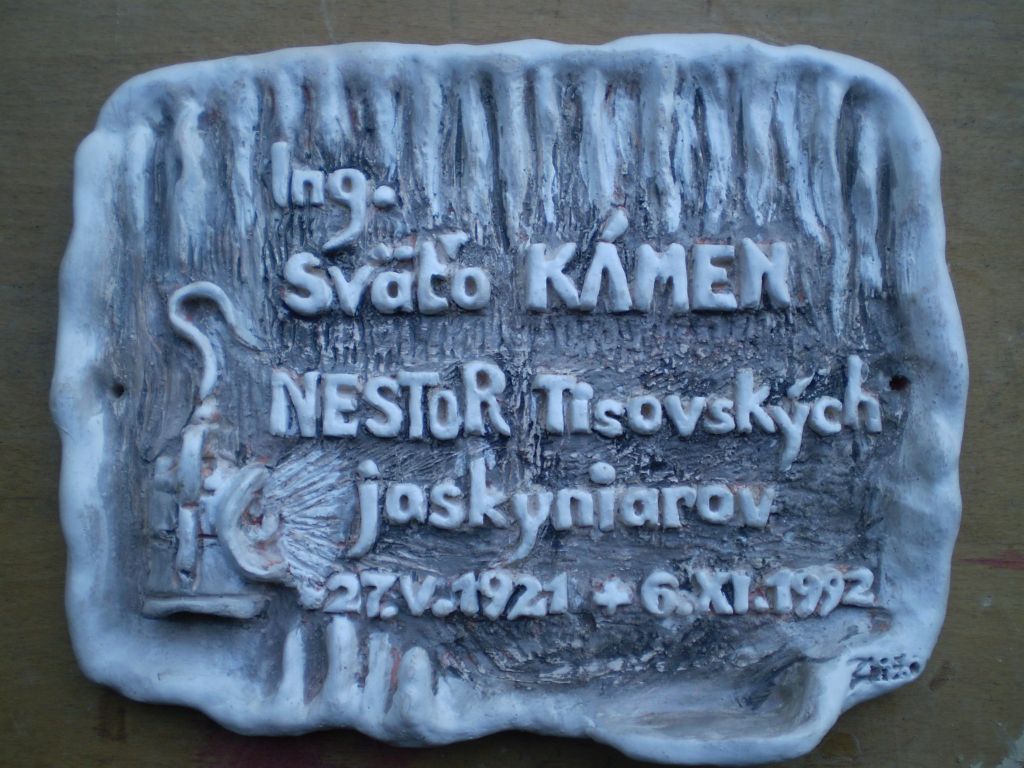 Ing.
Sväťo KÁMEN
NESTOR Tisovských
jaskyniarov
27.V.1921 + 6.XI.1992